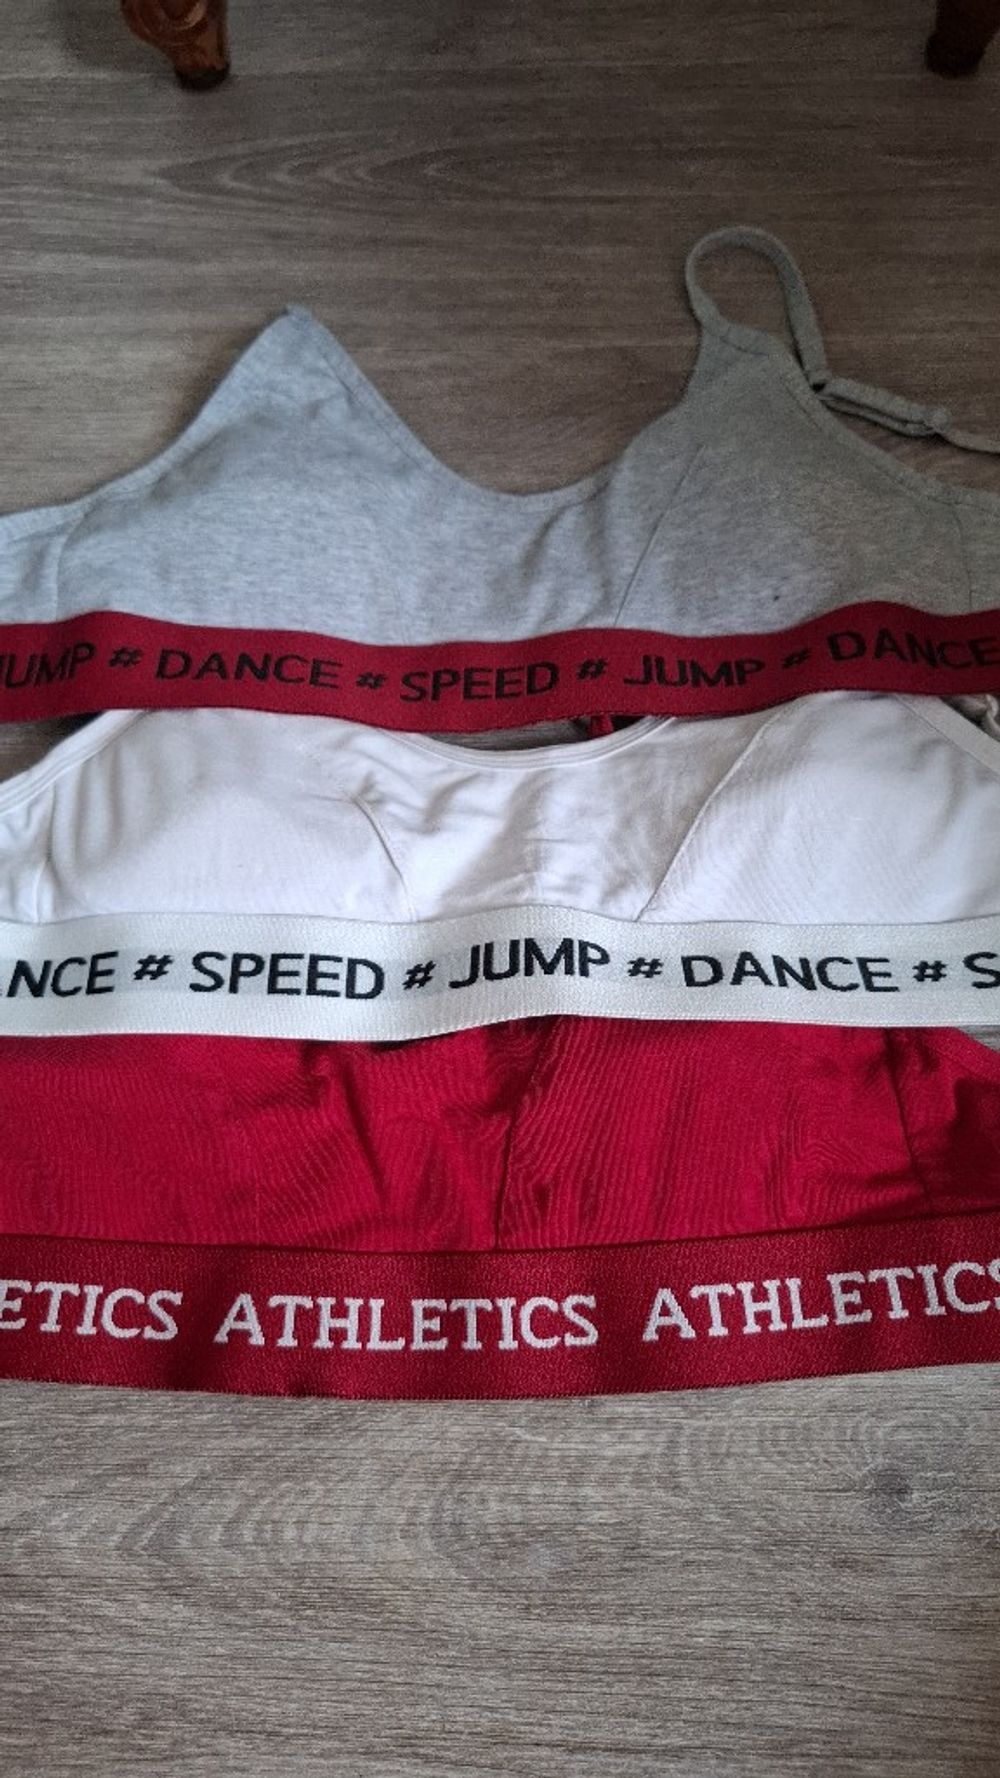 JUMP # DANCE # SPEED # JUMP # DANCE
NCE # SPEED # JUMP # DANCE # S
ETICS ATHLETICS ATHLETICS